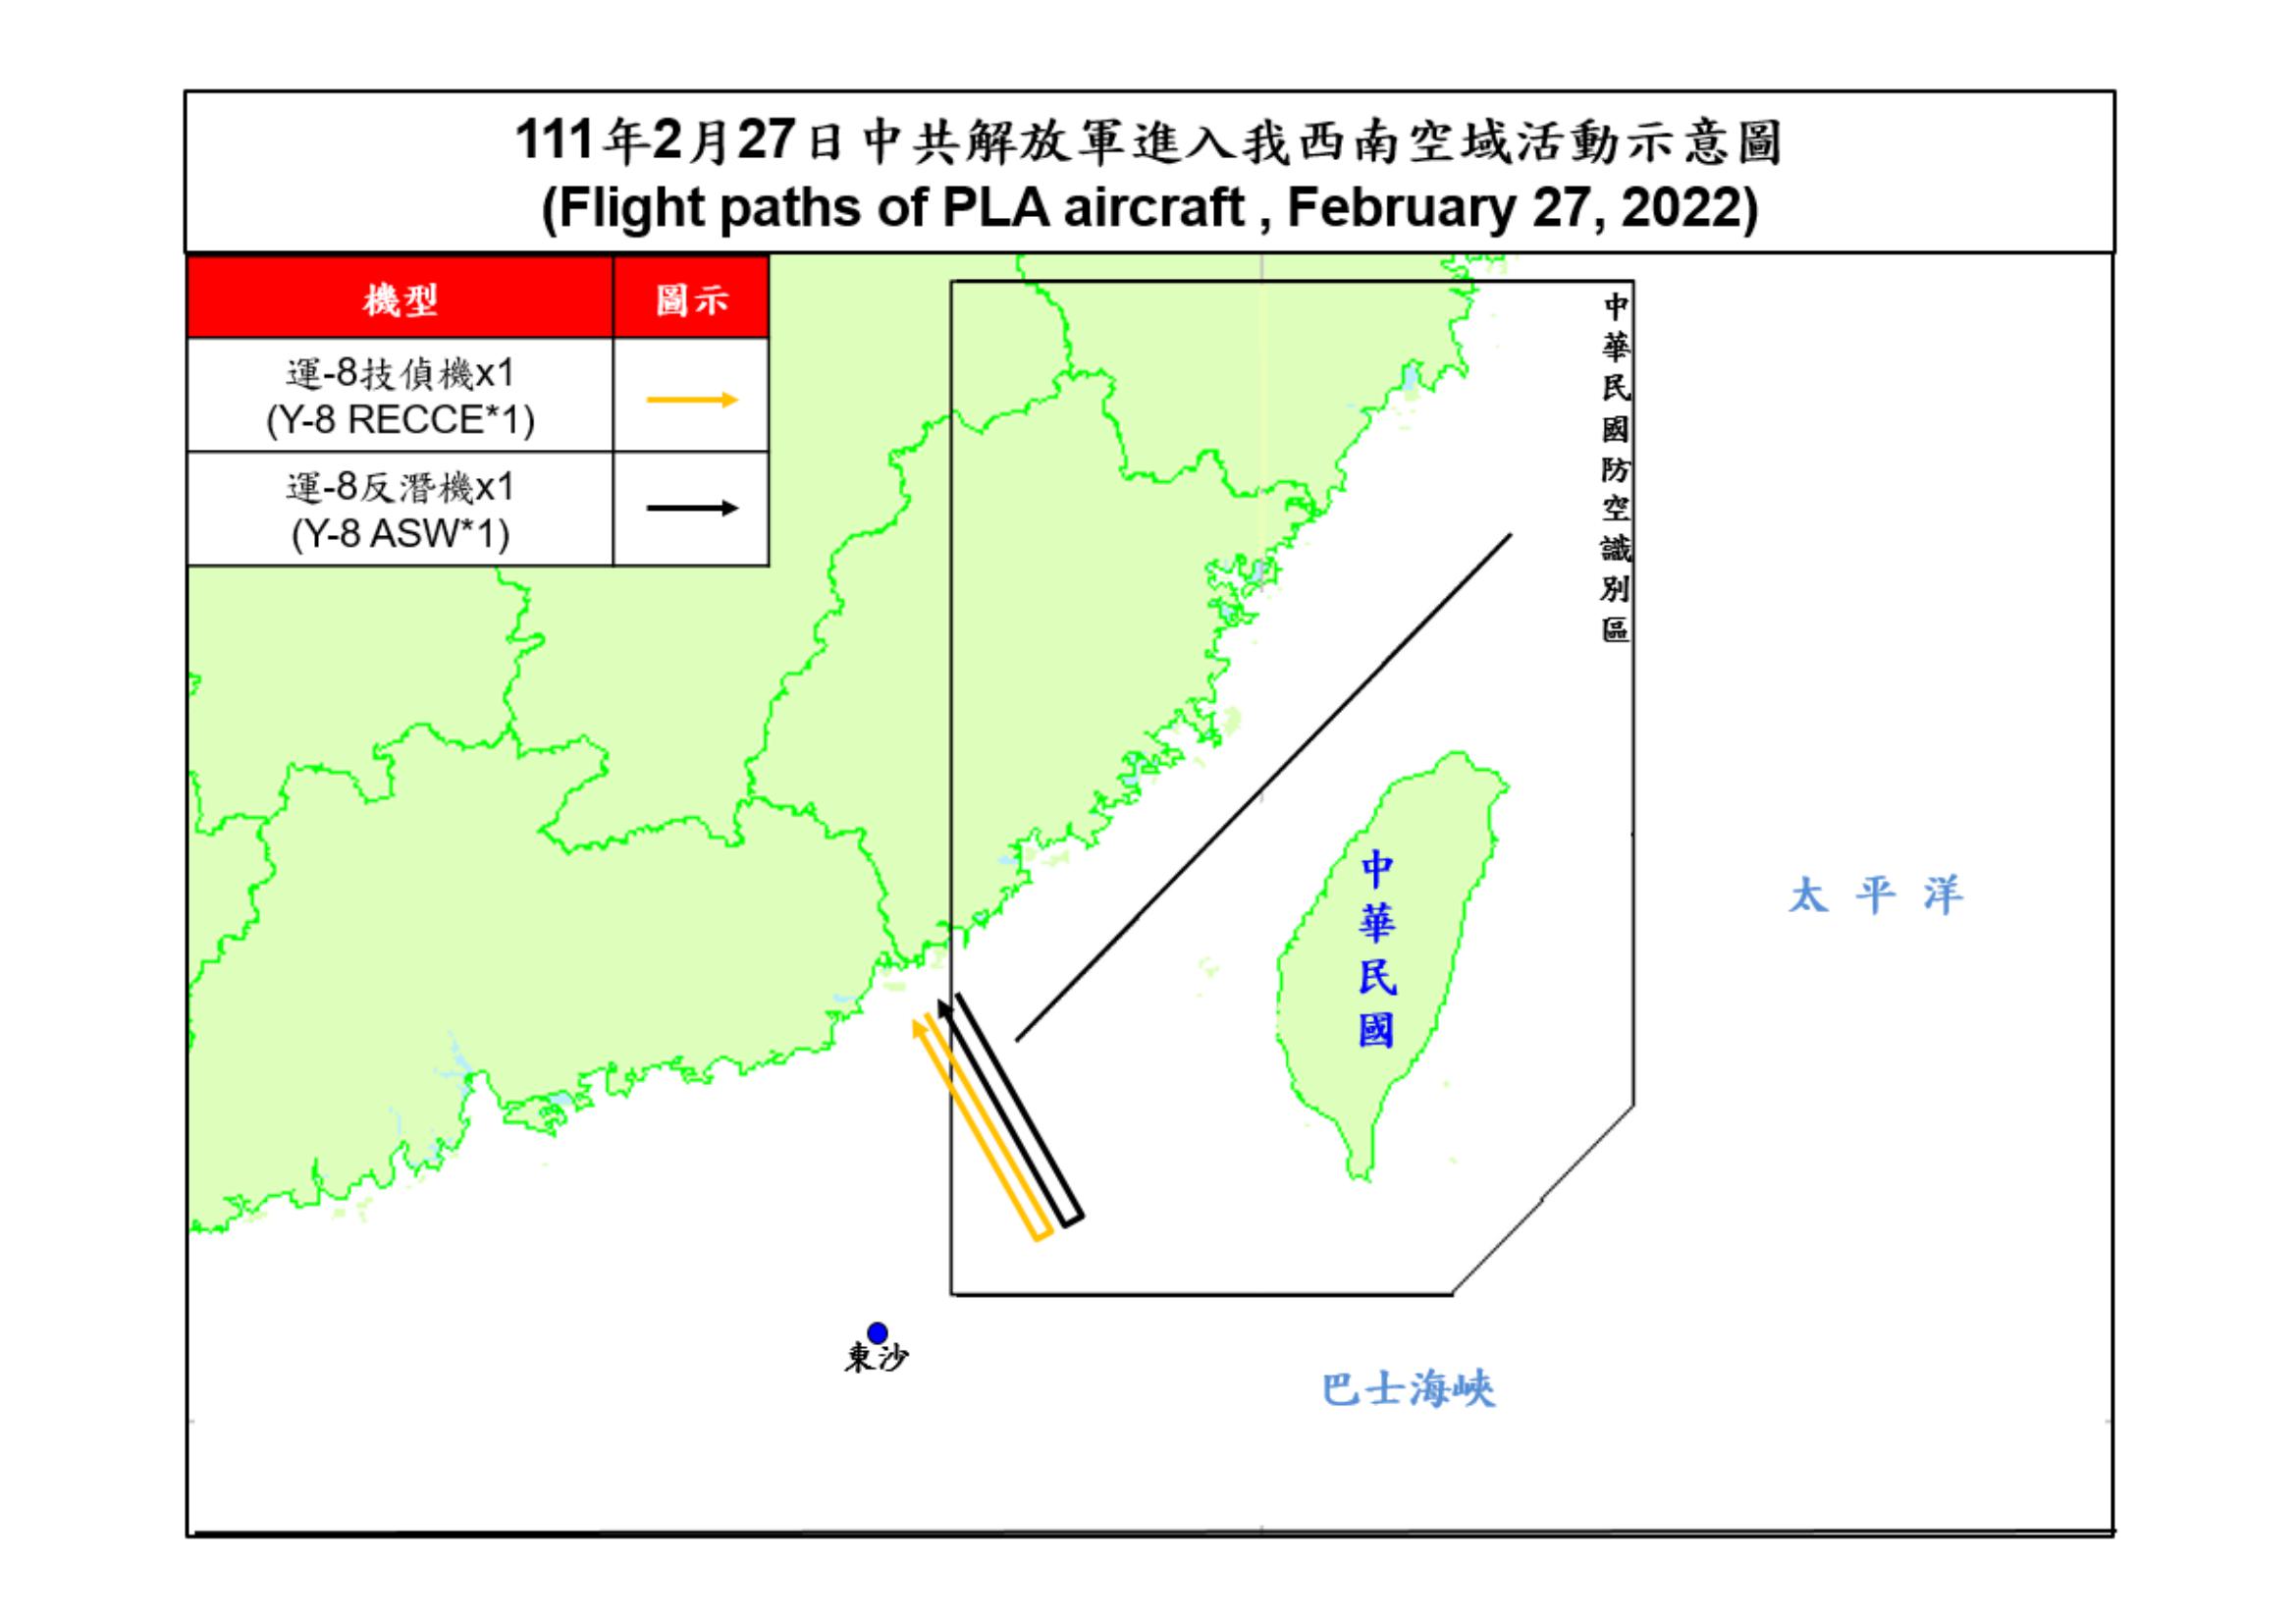 111年2月27日中共解放軍進入我西南空域活動示意圖
(Flight paths of PLA aircraft , February 27, 2022)
機型
圖示
運-8技偵機x1
(Y-8 RECCE*1)
運-8反潛機x1
(Y-8 ASW*1)
中華民國防空識別區
中華民國
太平洋
東沙
巴士海峽